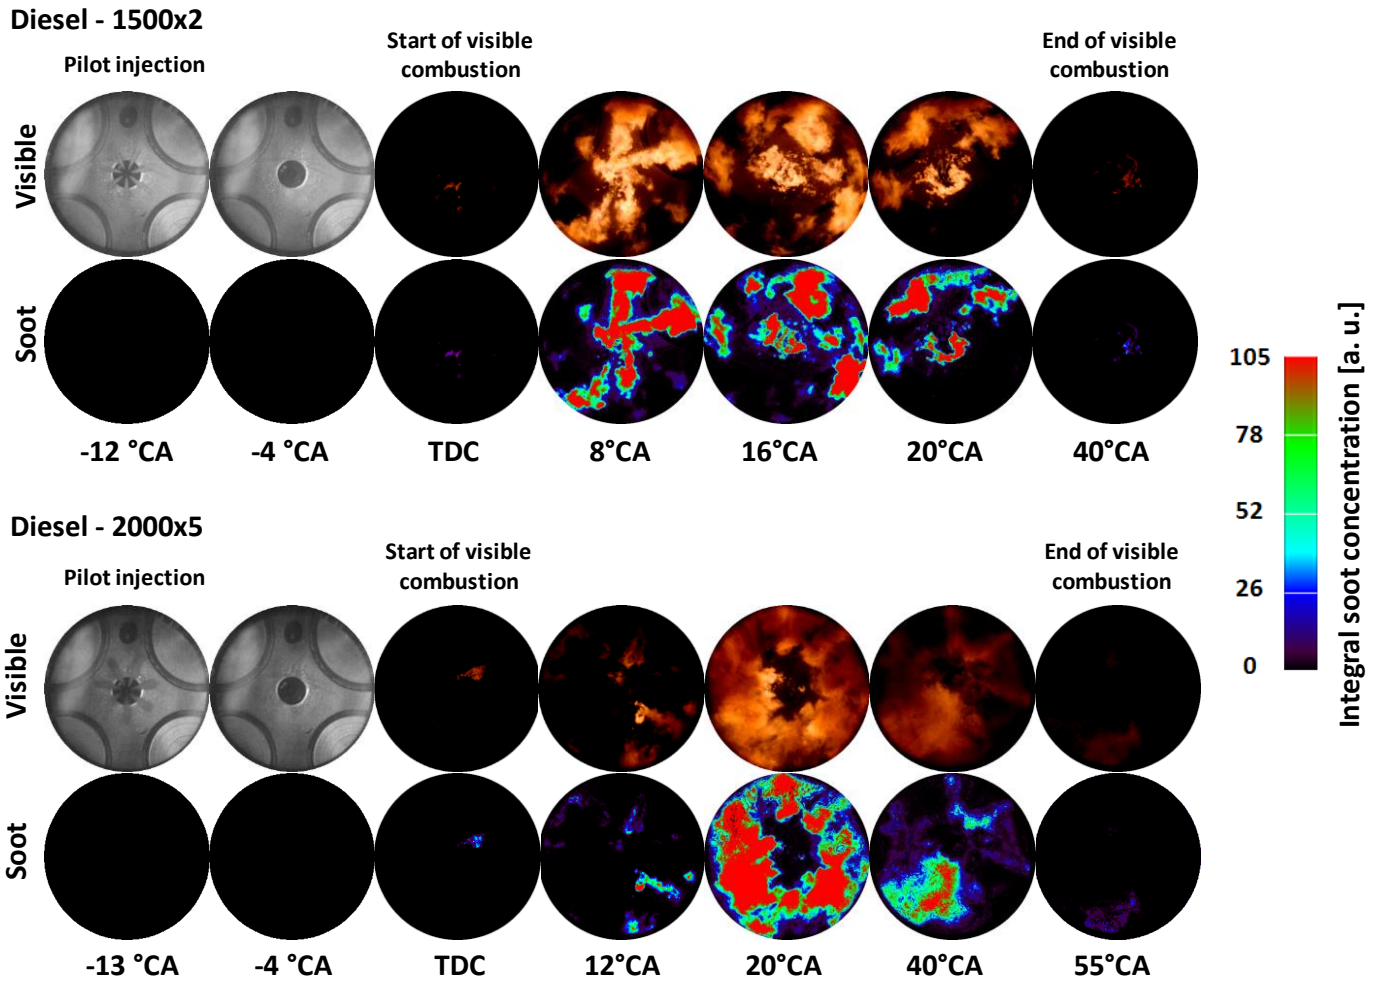 Diesel - 1500x2
Pilot injection
Start of visible
combustion
End of visible
combustion
Visible
Soot
-12 °CA
-4 °CA
TDC
8°CA
16°CA
20°CA
40°CA
Diesel - 2000x5
Pilot injection
Start of visible
combustion
End of visible
combustion
Visible
Soot
-13 °CA
-4 °CA
TDC
12°CA
20°CA
40°CA
55°CA
105
78
52
26
0
Integral soot concentration [a. u.]